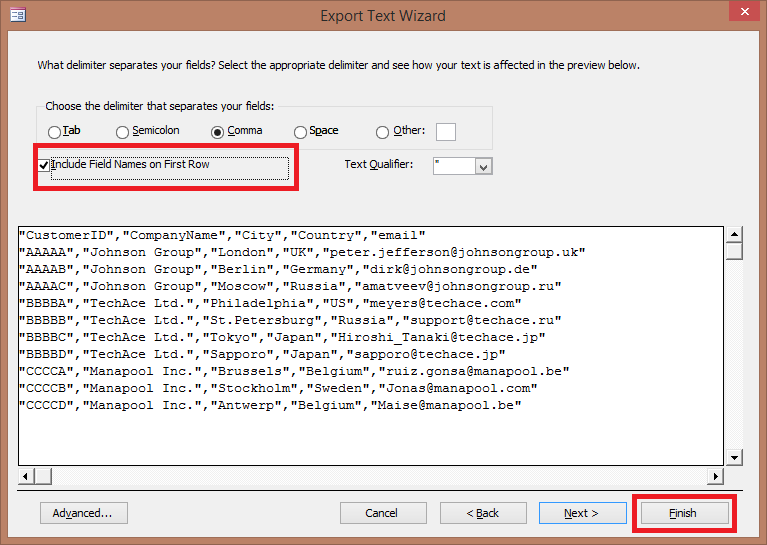 Export Text Wizard
What delimiter separates your fields? Select the appropriate delimiter and see how your text is affected in the preview below.
Choose the delimiter that separates your fields:
Tab Semicolon Comma Space Other:
Include Field Names on First Row Text Qualifier: "
"CustomerID","CompanyName","City","Country","email"
"AAAAA","Johnson Group","London","UK","peter.jefferson@johnsongroup.uk"
"AAAAB","Johnson Group","Berlin","Germany","dirk@johnsongroup.de"
"AAAAC","Johnson Group","Moscow","Russia","amatveev@johnsongroup.ru"
"BBBBA","TechAce Ltd.","Philadelphia","US","meyers@techace.com"
"BBBBB","TechAce Ltd.","St.Petersburg","Russia","support@techace.ru"
"BBBBC","TechAce Ltd.","Tokyo","Japan","Hiroshi_Tanaki@techace.jp"
"BBBBD","TechAce Ltd.","Sapporo","Japan","sapporo@techace.jp"
"CCCCA","Manapool Inc.","Brussels","Belgium","ruiz.gonsa@manapool.be"
"CCCCB","Manapool Inc.","Stockholm","Sweden","Jonas@manapool.com"
"CCCCD","Manapool Inc.","Antwerp","Belgium","Maise@manapool.be"
Advanced... Cancel < Back Next > Finish